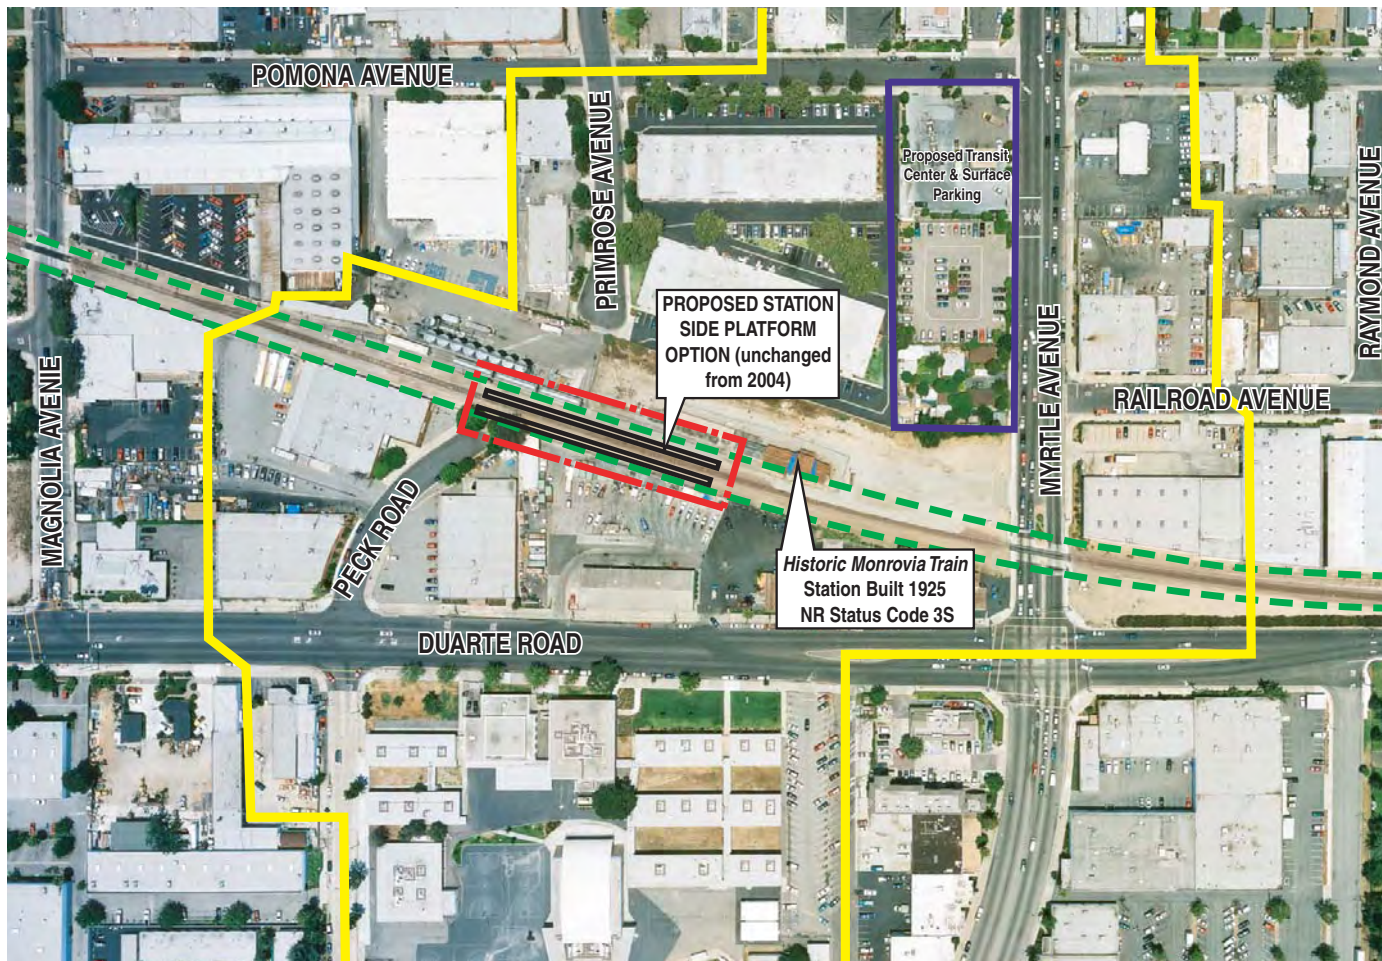 POMONA AVENUE
PRIMROSE AVENUE
Proposed Transit
Center & Surface
Parking
RAYMOND AVENUE
PROPOSED STATION
SIDE PLATFORM
OPTION (unchanged
from 2004)
MYRTLE AVENUE
RAILROAD AVENUE
MAGNOLIA AVENIE
PECK ROAD
Historic Monrovia Train
Station Built 1925
NR Status Code 3S
DUARTE ROAD